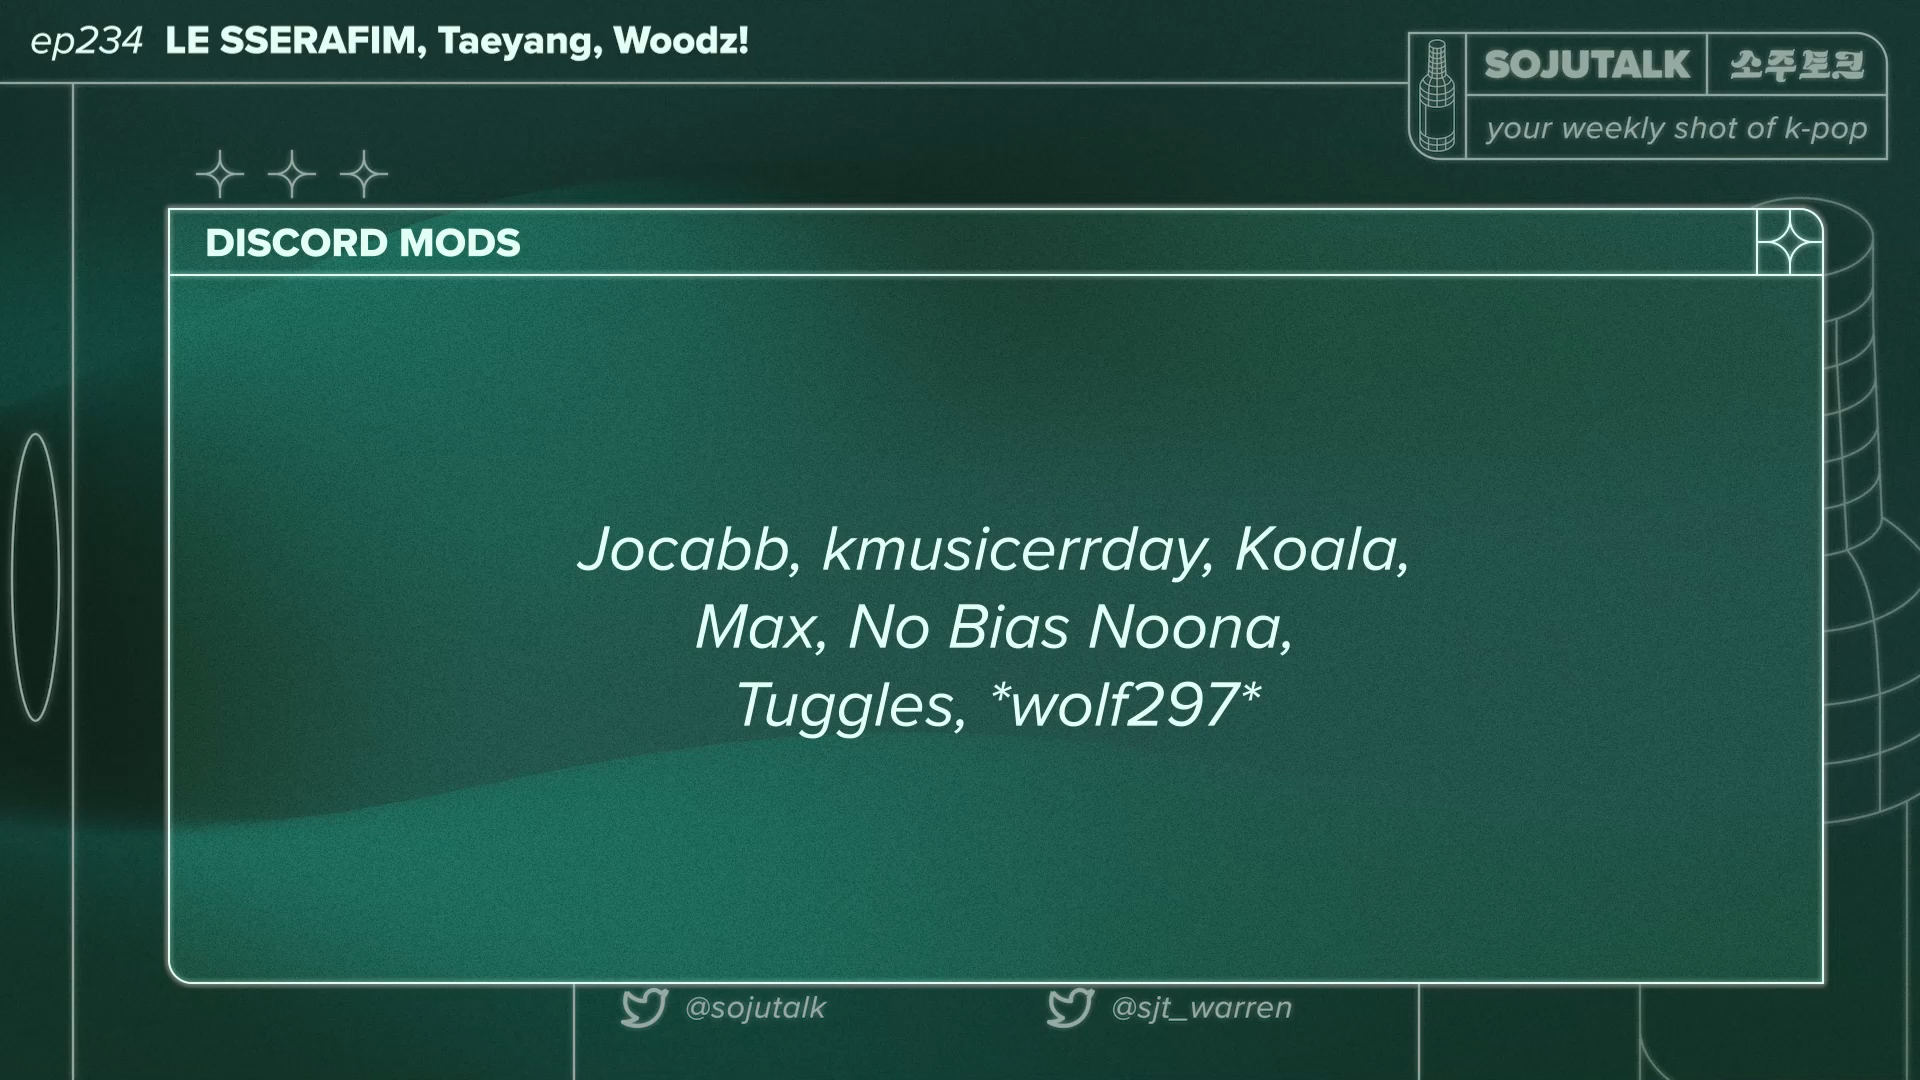 ep234 LE SSERAFIM, Taeyang, Woodz!
SOJUTALK 소주토크
your weekly shot of k-pop
DISCORD MODS
Jocabb, kmusicerrday, Koala,
Max, No Bias Noona,
Tuggles, *wolf297*
@sojutalk @sjt_warren